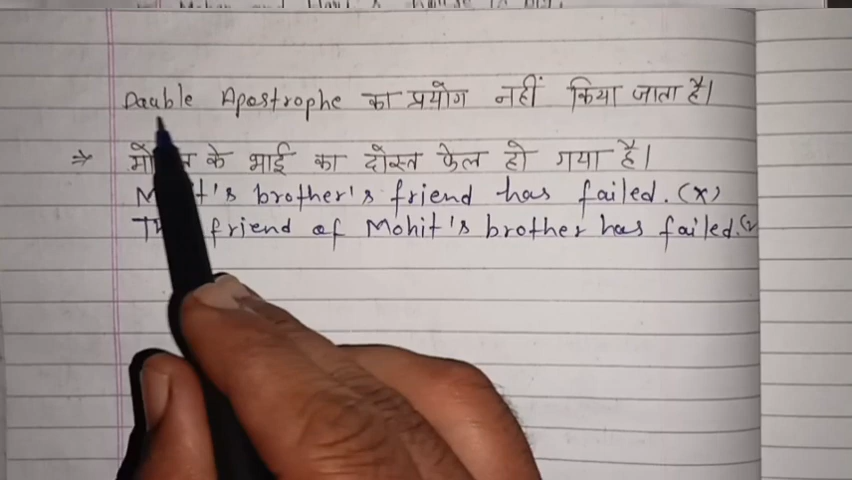 Double Apostrophe का प्रयोग नहीं किया जाता है।
⇒ के भाई का दोस्त फेल हो गया है।
brother's friend has failed. (x)
friend of Mohit's brother has failed.